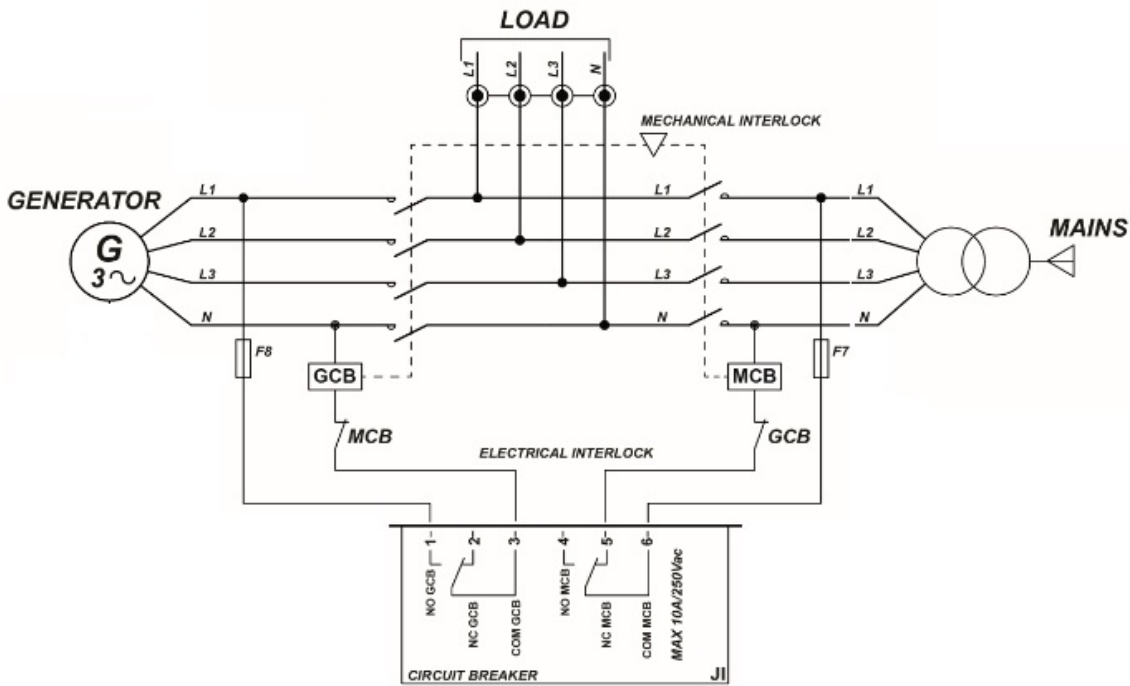 LOAD
L1 L2 L3 N
MECHANICAL INTERLOCK
GENERATOR
G
3~
L1 L1 L1
L2 L2 L2
L3 L3 L3
N N N
MAINS
F8 F7
GCB MCB
MCB GCB
ELECTRICAL INTERLOCK
1 2 3 4 5 6
NO GCB
NC GCB
COM GCB
NO MCB
NC MCB
COM MCB
MAX 10A/250Vac
CIRCUIT BREAKER JI